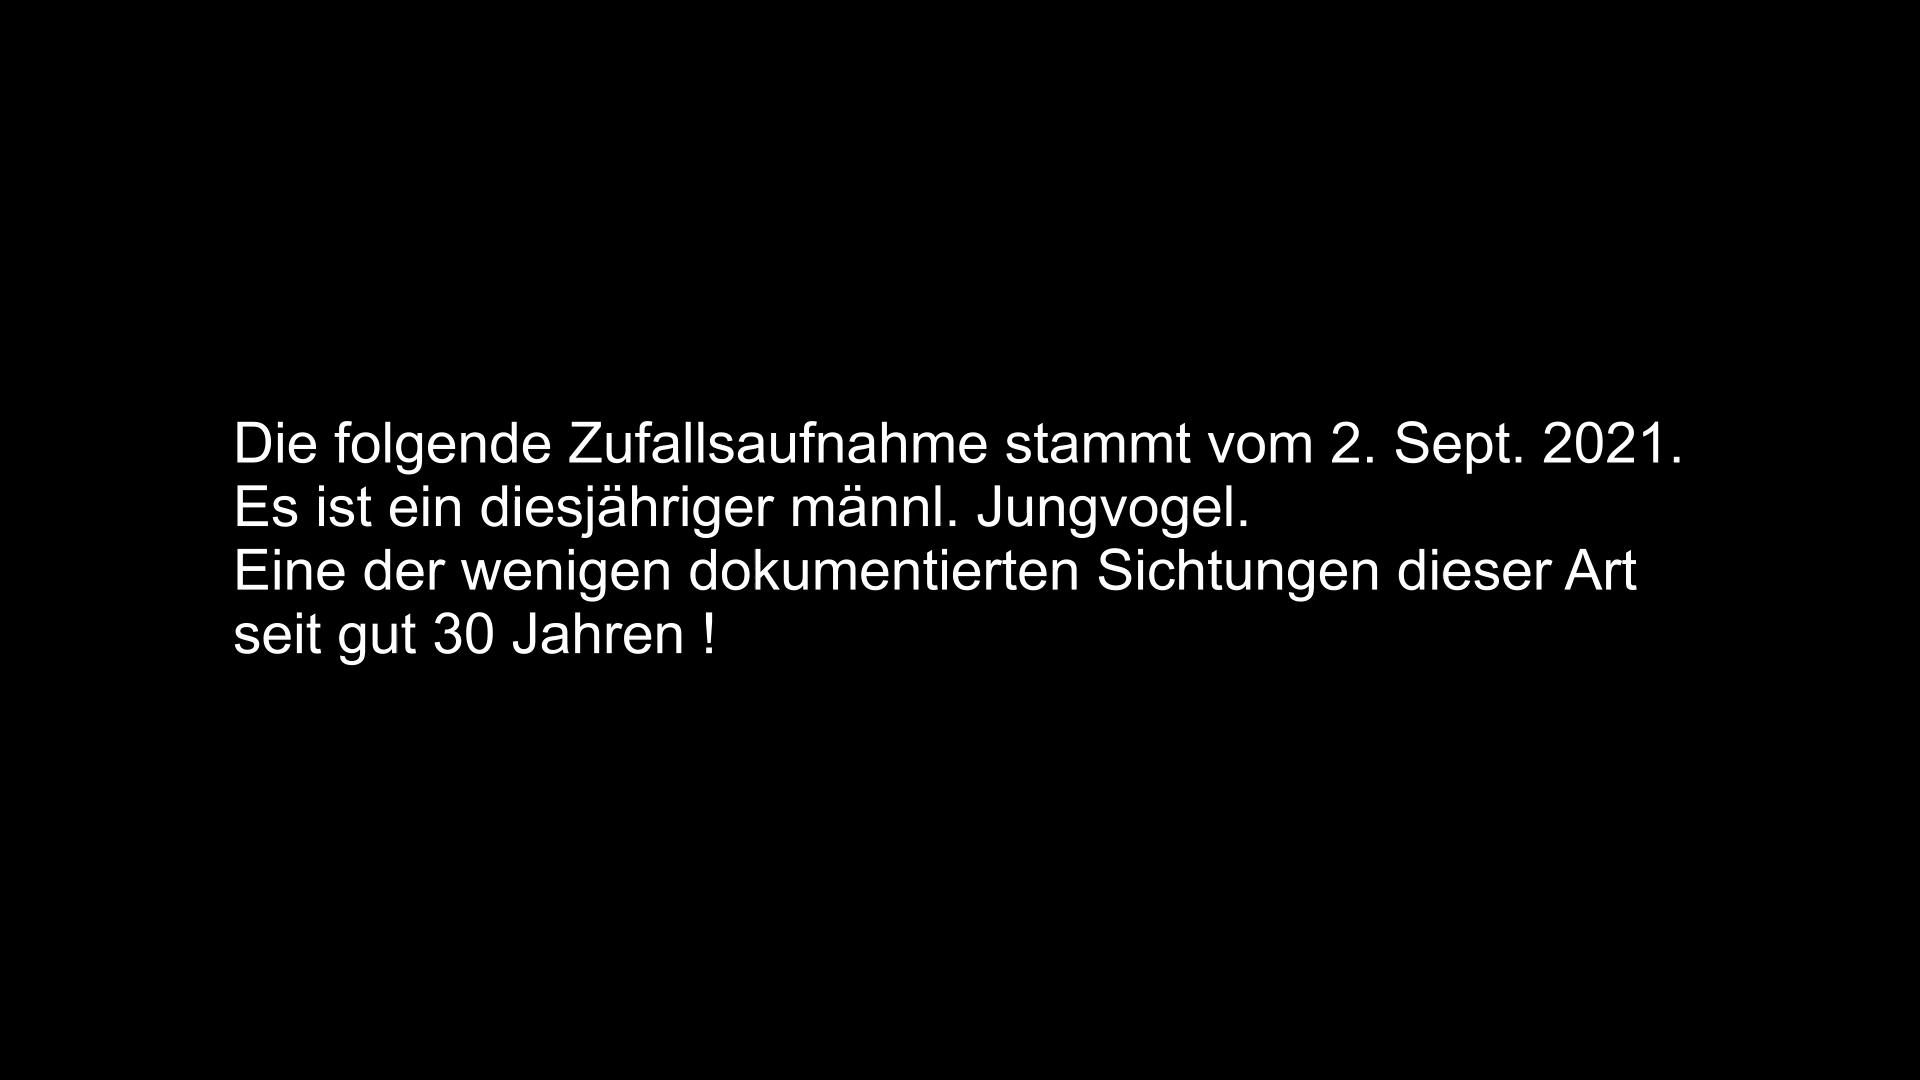 Die folgende Zufallsaufnahme stammt vom 2. Sept. 2021.
Es ist ein diesjähriger männl. Jungvogel.
Eine der wenigen dokumentierten Sichtungen dieser Art
seit gut 30 Jahren !